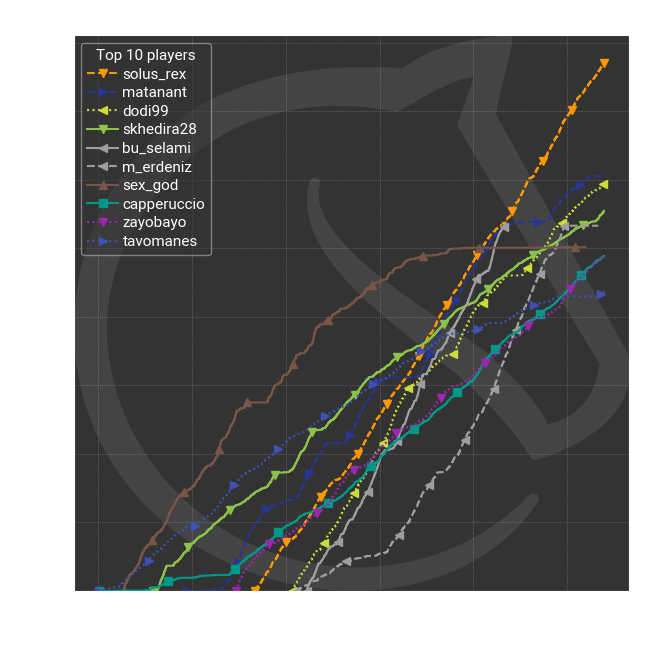 Top 10 players
solus_rex
matanant
dodi99
skhedira28
bu_selami
m_erdeniz
sex_god
capperuccio
zayobayo
tavomanes